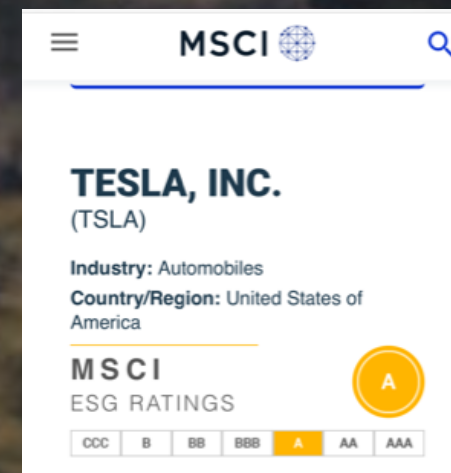 MSCI
TESLA, INC.
(TSLA)
Industry: Automobiles
Country/Region: United States of
America
MSCI
ESG RATINGS
A
CCC B BB BBB A AA AAA